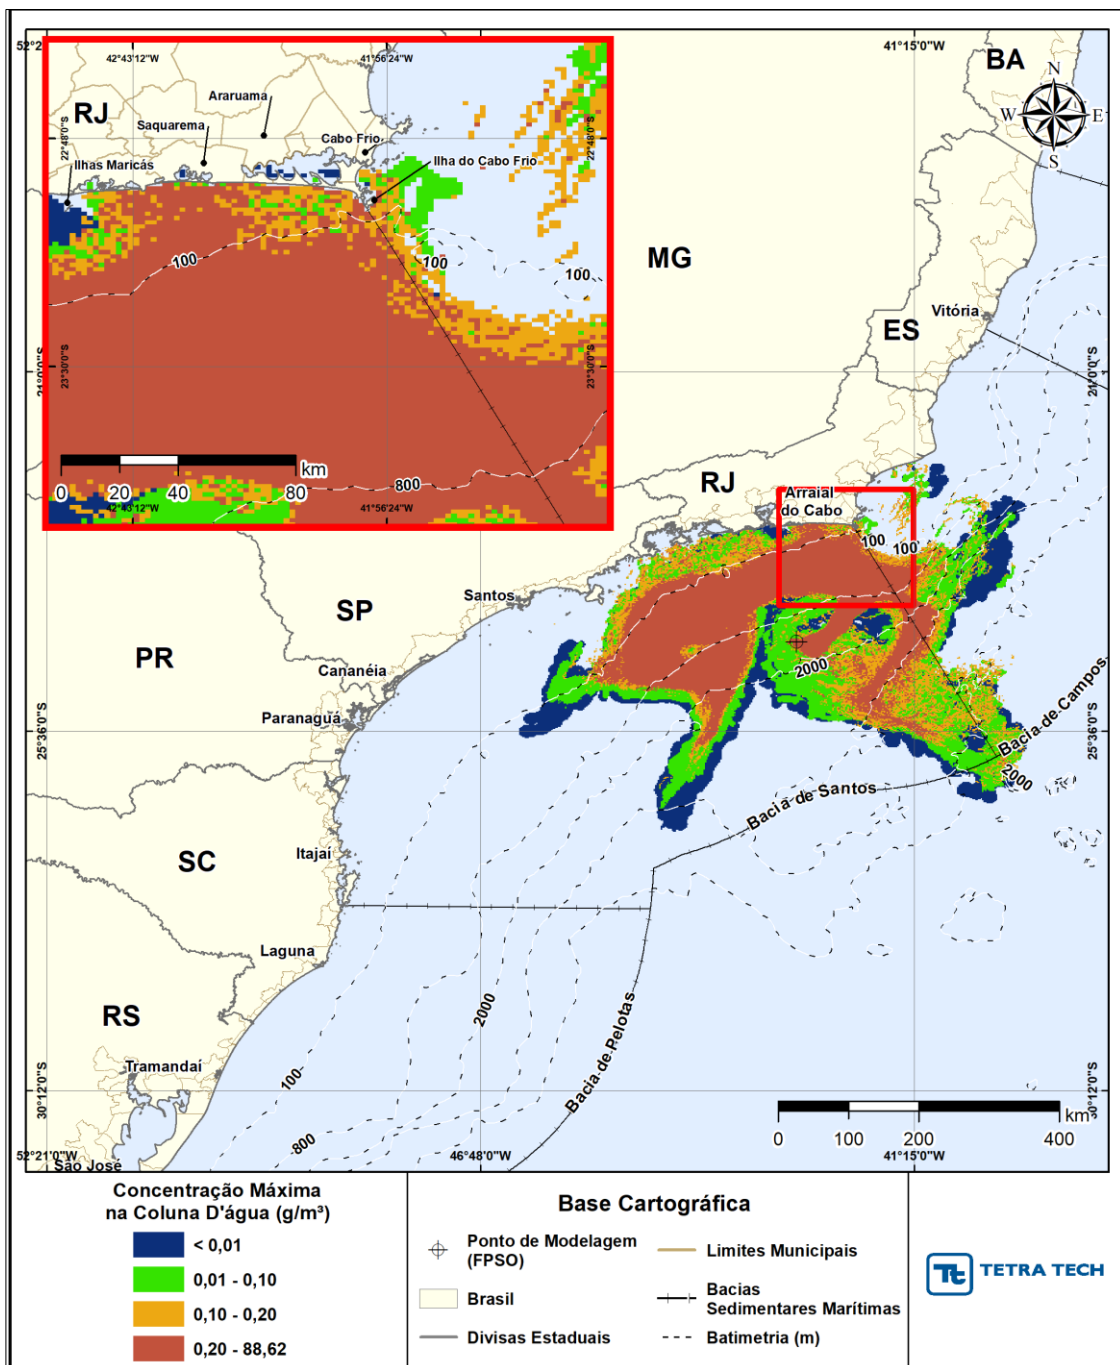 52°2
42°43'12"W
41°56'24"W
41°15'0"W
BA
N
W
E
S
RJ
Araruama
Saquarema
Cabo Frio
Ilhas Maricás
Ilha do Cabo Frio
22°48'0"S
22°48'0"S
100
100
100
MG
Vitória
ES
21°0'0"S
21°0'0"S
23°30'0"S
23°30'0"S
km
0
20
40
80
800
42°43'12"W
41°56'24"W
RJ
Arraial
do Cabo
100
100
SP
Santos
PR
Cananéia
2000
Paranaguá
25°36'0"S
25°36'0"S
Bacia de Campos
2000
Bacia de Santos
SC
Itajaí
Laguna
2000
RS
Bacia de Pelotas
Tramandaí
100
30°12'0"S
30°12'0"S
km
0
100
200
400
800
52°21'0"W
46°48'0"W
41°15'0"W
São José
Concentração Máxima
na Coluna D'água (g/m³)
< 0,01
0,01 - 0,10
0,10 - 0,20
0,20 - 88,62
Base Cartográfica
Ponto de Modelagem
(FPSO)
Brasil
Divisas Estaduais
Limites Municipais
Bacias
Sedimentares Marítimas
Batimetria (m)
Tt
TETRA TECH